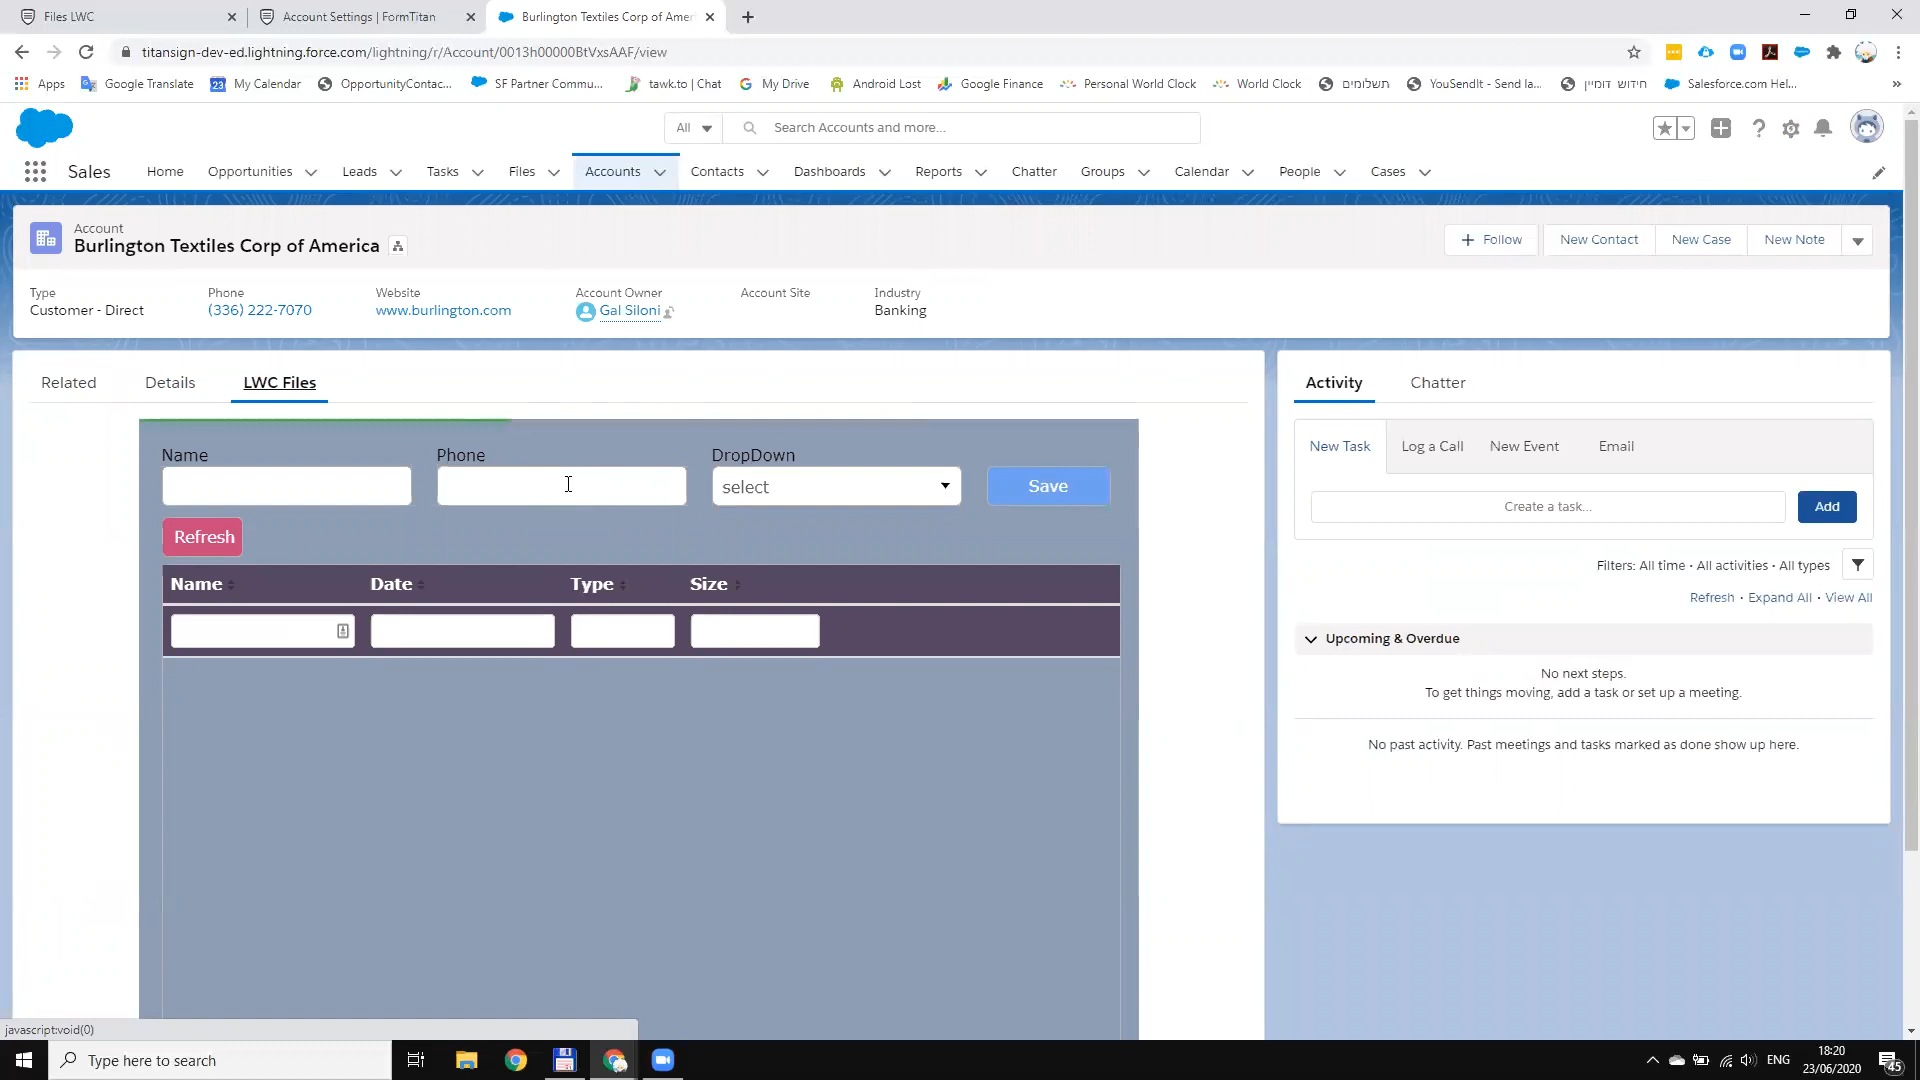 Files LWC
Account Settings | FormTitan
Burlington Textiles Corp of Amer
titansign-dev-ed.lightning.force.com/lightning/r/Account/0013h00000BtVxsAAF/view
Apps
Google Translate
23 My Calendar
OpportunityContac...
SF Partner Commu...
tawk.to | Chat
My Drive
Android Lost
Google Finance
Personal World Clock
World Clock
תשלומים
YouSendIt - Send la...
חידוש דומיין
Salesforce.com Hel...
All
Search Accounts and more...
Sales
Home
Opportunities
Leads
Tasks
Files
Accounts
Contacts
Dashboards
Reports
Chatter
Groups
Calendar
People
Cases
Account
Burlington Textiles Corp of America
Follow
New Contact
New Case
New Note
Type
Customer - Direct
Phone
(336) 222-7070
Website
www.burlington.com
Account Owner
Gal Siloni
Account Site
Industry
Banking
Related
Details
LWC Files
Name
Phone
DropDown
select
Save
Refresh
Name
Date
Type
Size
Activity
Chatter
New Task
Log a Call
New Event
Email
Create a task...
Add
Filters: All time • All activities • All types
Refresh • Expand All • View All
Upcoming & Overdue
No next steps.
To get things moving, add a task or set up a meeting.
No past activity. Past meetings and tasks marked as done show up here.
javascript:void(0)
Type here to search
ENG
18:20
23/06/2020
45